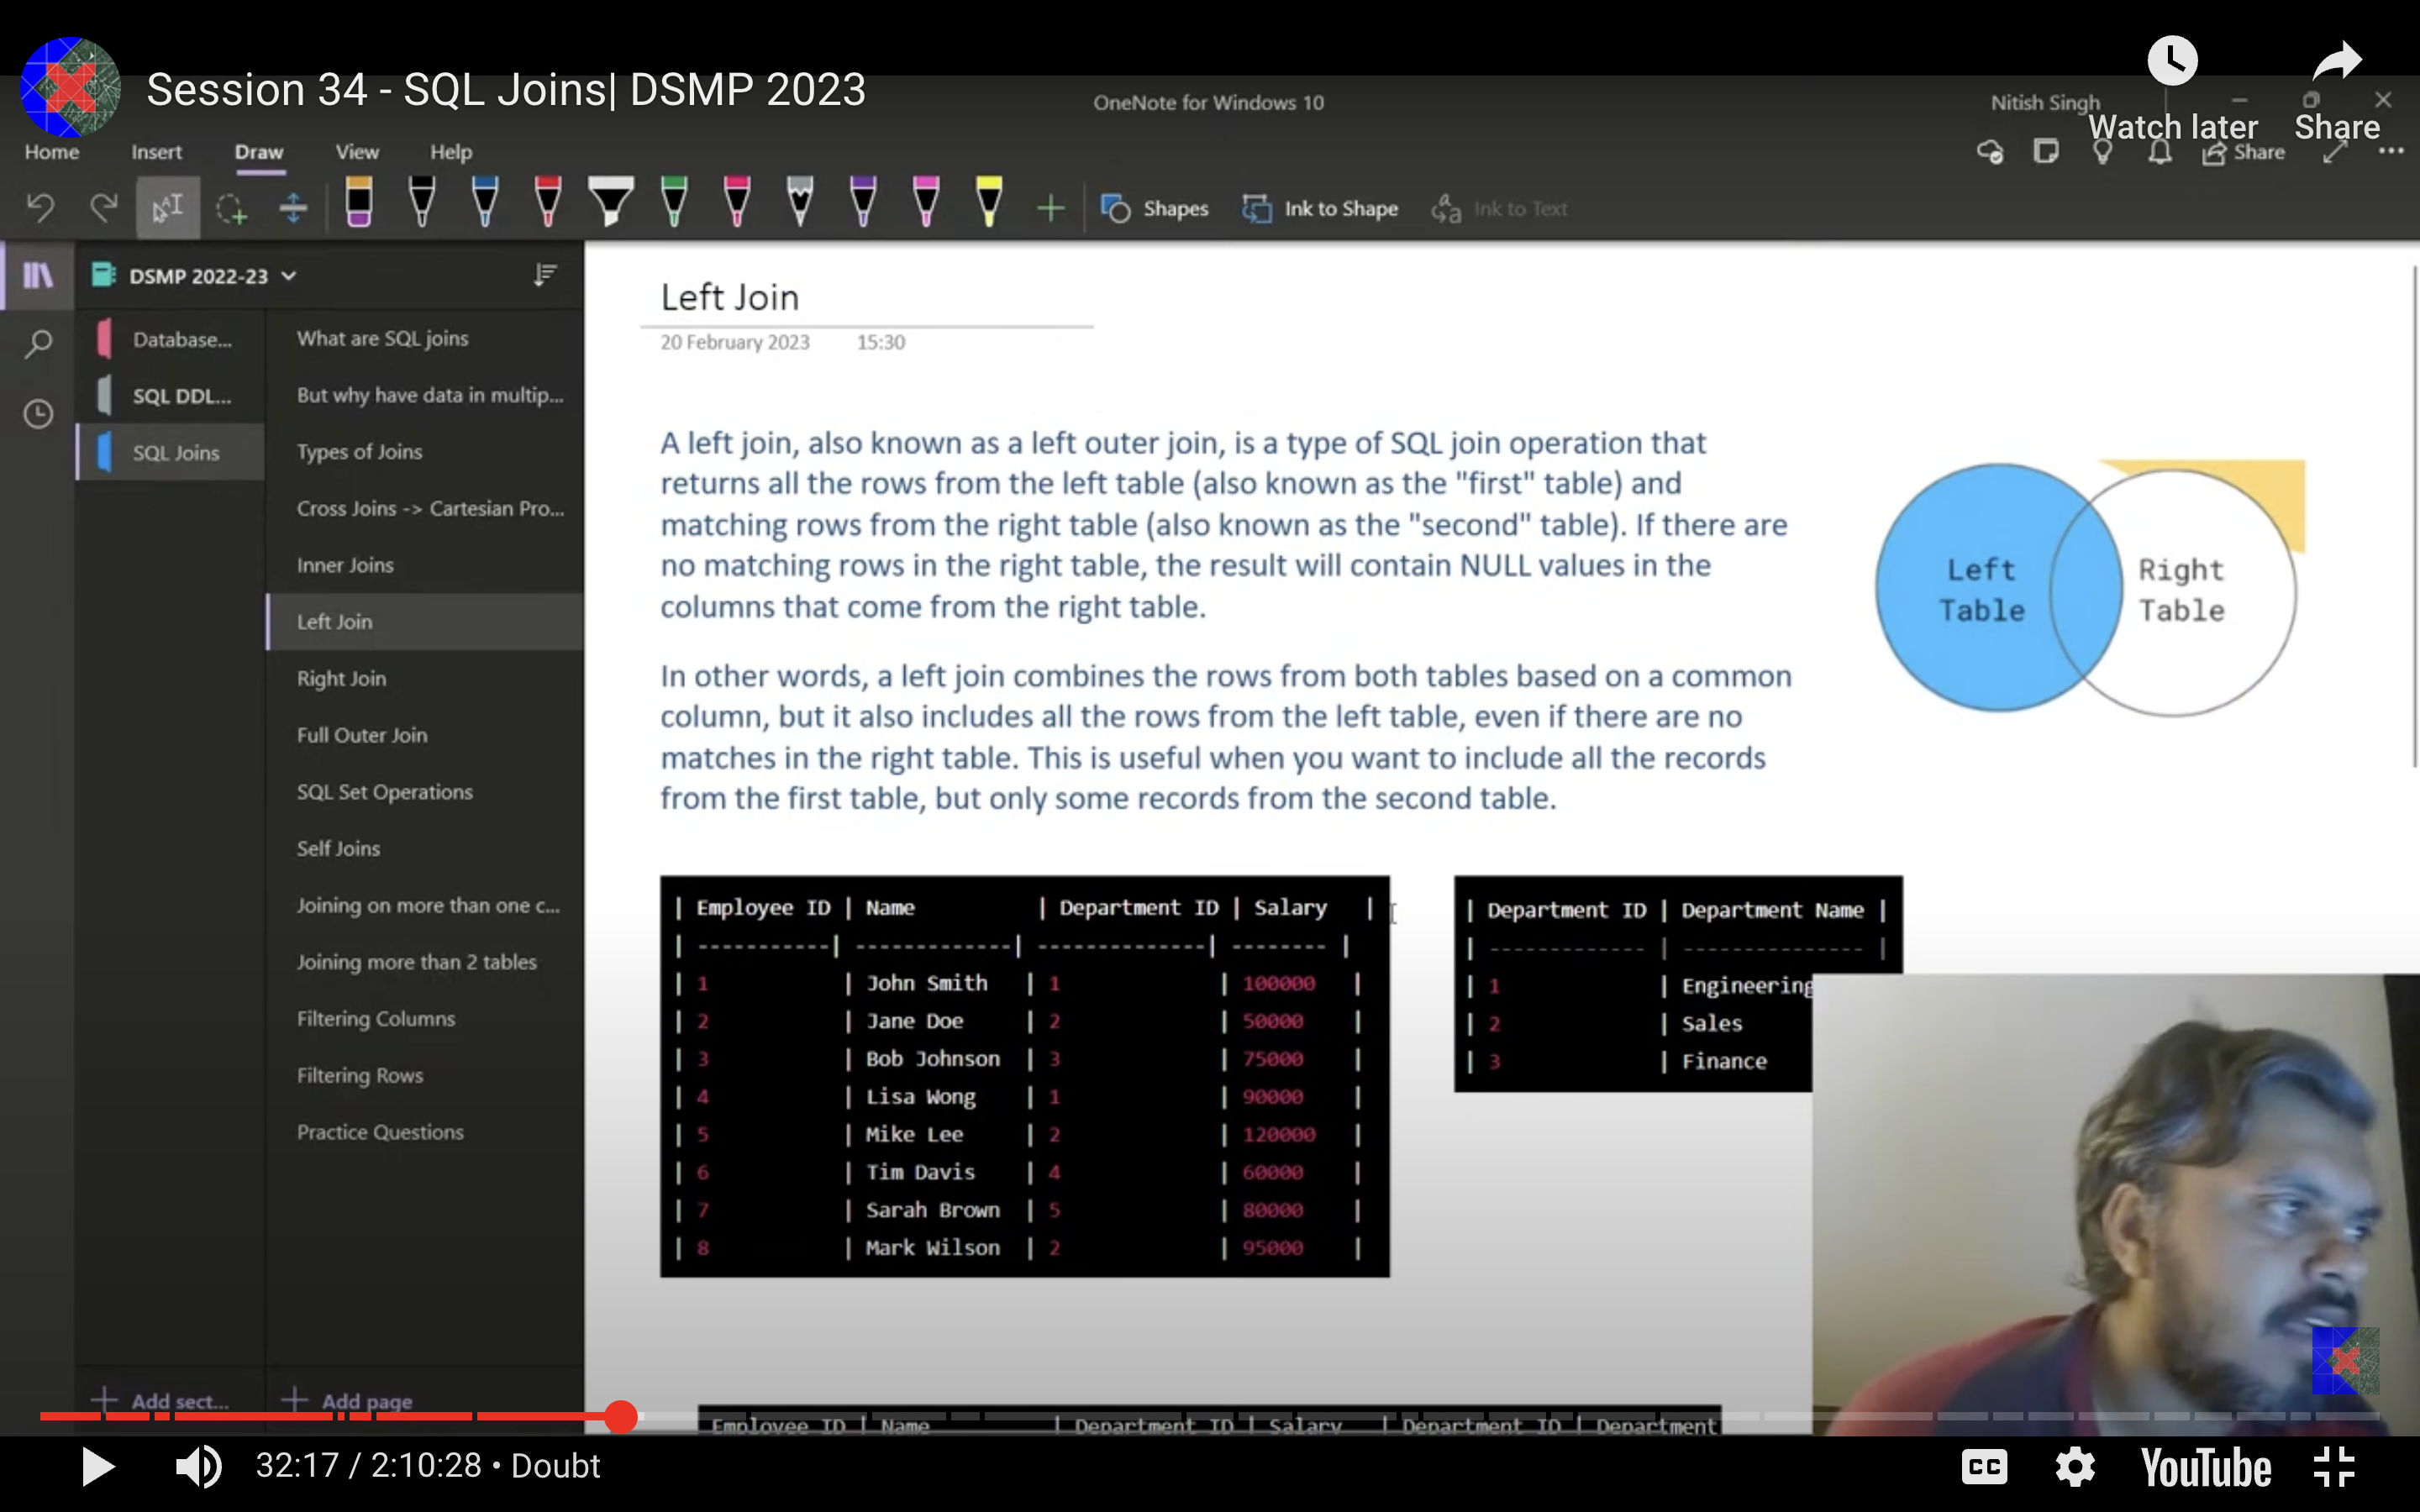 Session 34 - SQL Joins| DSMP 2023
OneNote for Windows 10
Nitish Singh
Watch later
Share
Home Insert Draw View Help
Share
Shapes Ink to Shape Ink to Text
DSMP 2022-23
Database...
SQL DDL...
SQL Joins
What are SQL joins
But why have data in multip...
Types of Joins
Cross Joins -> Cartesian Pro...
Inner Joins
Left Join
Right Join
Full Outer Join
SQL Set Operations
Self Joins
Joining on more than one c...
Joining more than 2 tables
Filtering Columns
Filtering Rows
Practice Questions
Add sect...
Add page
Left Join
20 February 2023 15:30
A left join, also known as a left outer join, is a type of SQL join operation that
returns all the rows from the left table (also known as the "first" table) and
matching rows from the right table (also known as the "second" table). If there are
no matching rows in the right table, the result will contain NULL values in the
columns that come from the right table.
In other words, a left join combines the rows from both tables based on a common
column, but it also includes all the rows from the left table, even if there are no
matches in the right table. This is useful when you want to include all the records
from the first table, but only some records from the second table.
Left
Table
Right
Table
| Employee ID | Name | Department ID | Salary |
| -----------| -------------| --------------| -------- |
| 1 | John Smith | 1 | 100000 |
| 2 | Jane Doe | 2 | 50000 |
| 3 | Bob Johnson | 3 | 75000 |
| 4 | Lisa Wong | 1 | 90000 |
| 5 | Mike Lee | 2 | 120000 |
| 6 | Tim Davis | 4 | 60000 |
| 7 | Sarah Brown | 5 | 80000 |
| 8 | Mark Wilson | 2 | 95000 |
| Department ID | Department Name |
| ------------- | --------------- |
| 1 | Engineering
| 2 | Sales
| 3 | Finance
Employee ID | Name | Department ID | Salary | Department ID | Department
32:17 / 2:10:28 • Doubt
CC
YouTube